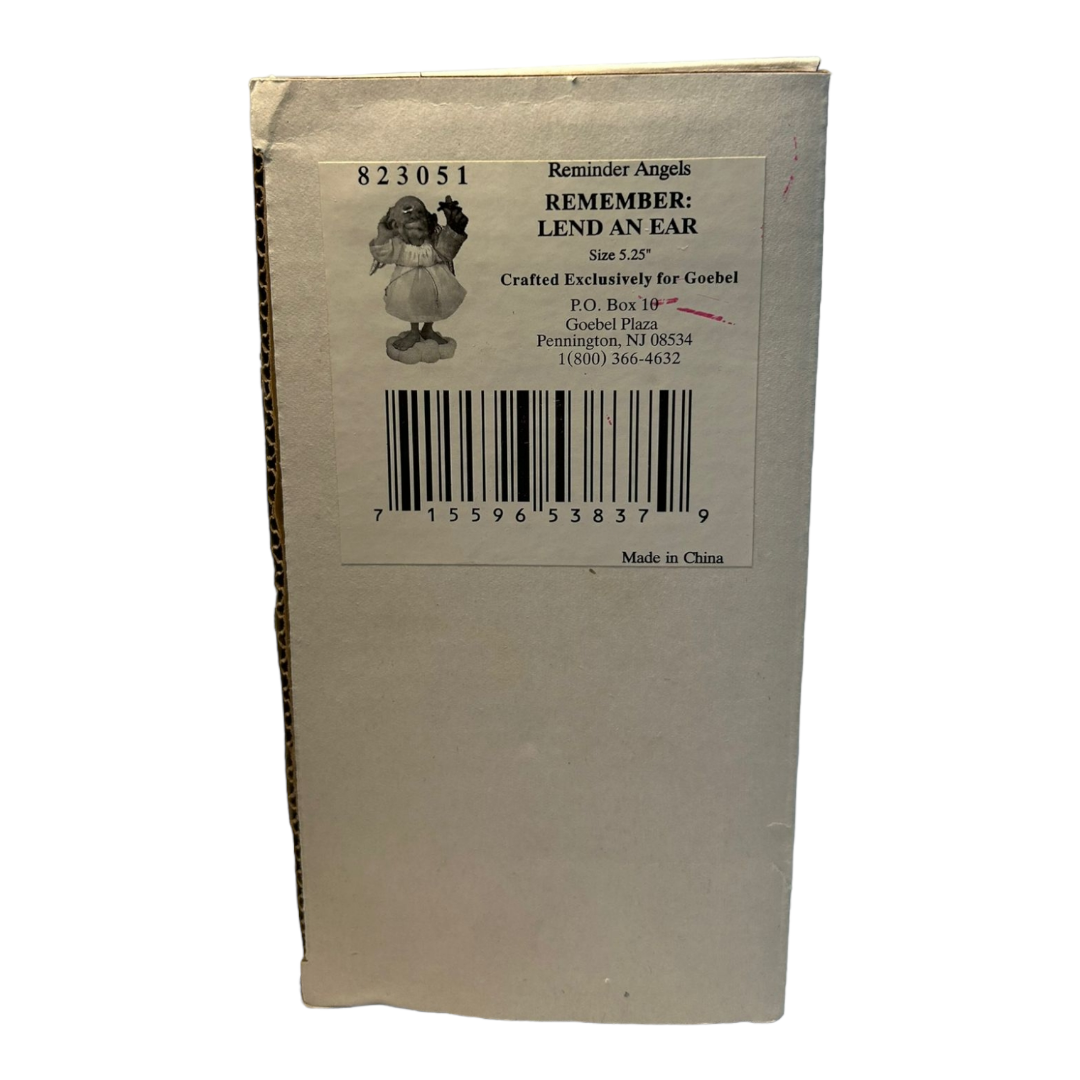 823051
Reminder Angels
REMEMBER:
LEND AN EAR
Size 5.25"
Crafted Exclusively for Goebel
P.O. Box 10
Goebel Plaza
Pennington, NJ 08534
1(800) 366-4632
7 15596 53837 9
Made in China